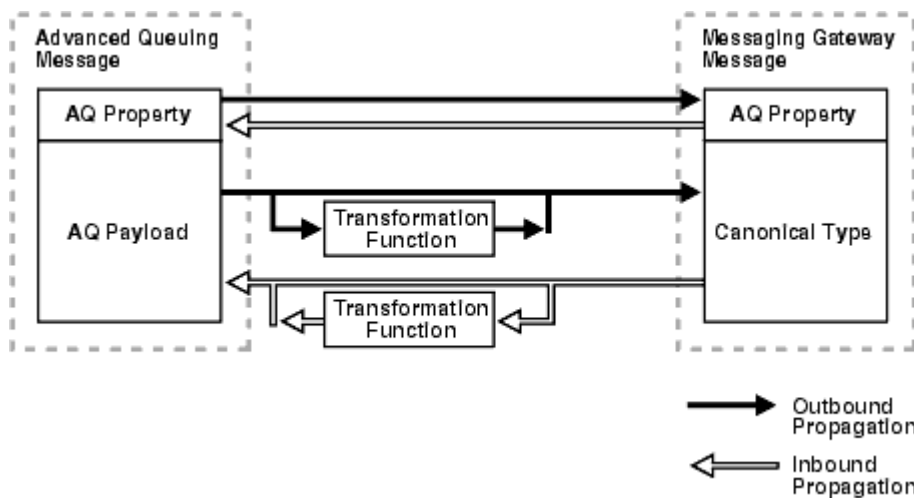 Advanced Queuing
Message
Messaging Gateway
Message
AQ Property
AQ Property
AQ Payload
Transformation
Function
Canonical Type
Transformation
Function
Outbound
Propagation
Inbound
Propagation